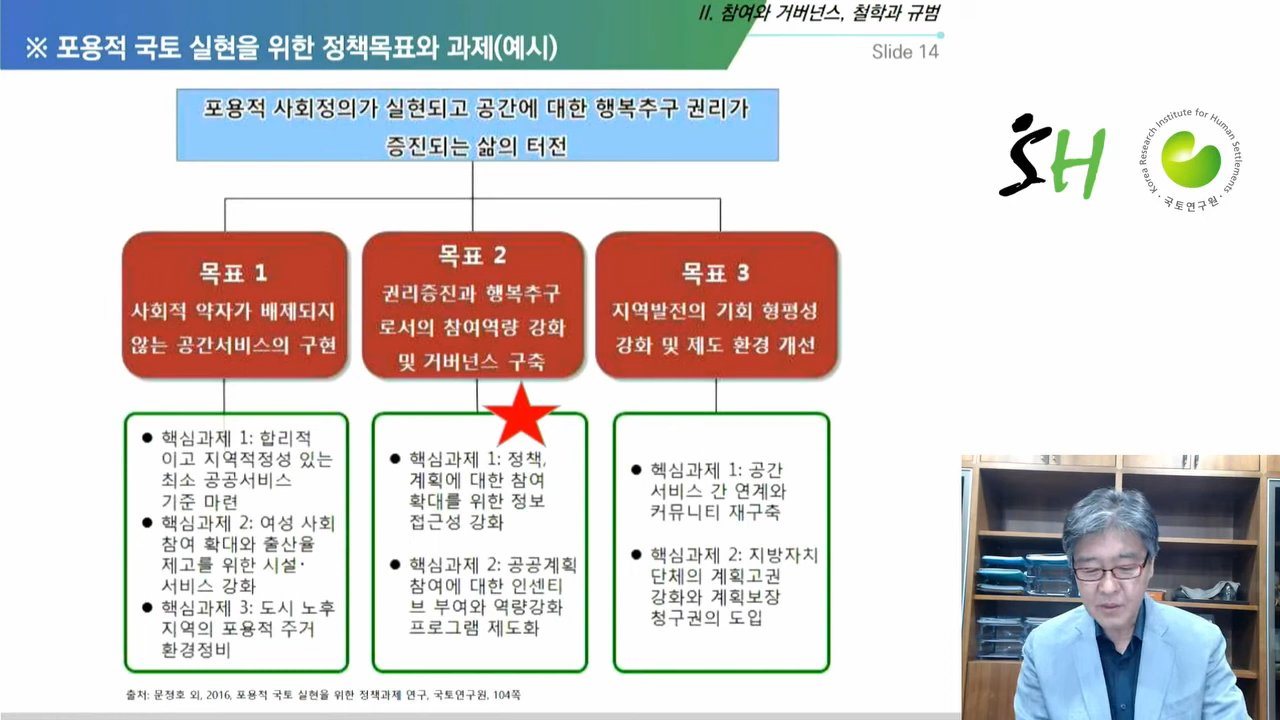 II. 참여와 거버넌스, 철학과 규범
※ 포용적 국토 실현을 위한 정책목표와 과제(예시)
Slide 14
포용적 사회정의가 실현되고 공간에 대한 행복추구 권리가
증진되는 삶의 터전
목표 1
사회적 약자가 배제되지
않는 공간서비스의 구현
목표 2
권리증진과 행복추구
로서의 참여역량 강화
및 거버넌스 구축
목표 3
지역발전의 기회 형평성
강화 및 제도 환경 개선
● 핵심과제 1: 합리적
이고 지역적정성 있는
최소 공공서비스
기준 마련
● 핵심과제 2: 여성 사회
참여 확대와 출산율
제고를 위한 시설·
서비스 강화
● 핵심과제 3: 도시 노후
지역의 포용적 주거
환경정비
● 핵심과제 1: 정책,
계획에 대한 참여
확대를 위한 정보
접근성 강화
● 핵심과제 2: 공공계획
참여에 대한 인센티
브 부여와 역량강화
프로그램 제도화
● 헥심과제 1: 공간
서비스 간 연계와
커뮤니티 재구축
● 핵심과제 2: 지방자치
단체의 계획고권
강화와 계획보장
청구권의 도입
출처: 문정호 외, 2016, 포용적 국토 실현을 위한 정책과제 연구, 국토연구원, 104쪽
SH
Korea Research Institute for Human Settlements
· 국토연구원 ·